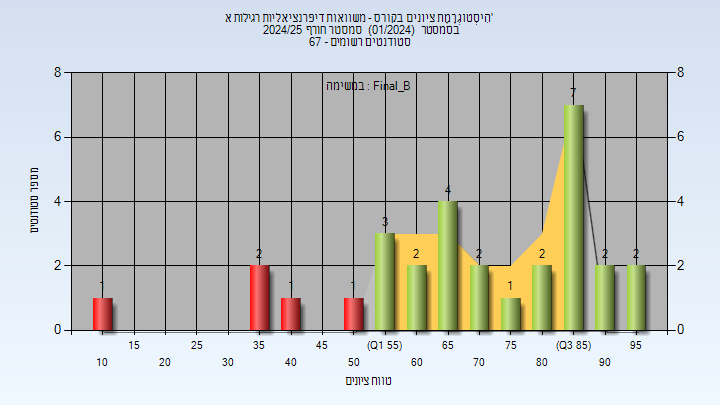 הִיסְטוֹגְרָמַת ציונים בקורס - משוואות דיפרנציאליות רגילות א'
בסמסטר (01/2024) סמסטר חורף 2024/25
סטודנטים רשומים - 67
במשימה : Final_B
8 8
7
6 6
4 4
4
3
2 2
2 2 2 2 2 2
1 1 1 1
0 0
מספר סטודנטים
15 25 35 45 (Q1 55) 65 75 (Q3 85) 95
10 20 30 40 50 60 70 80 90
טווח ציונים